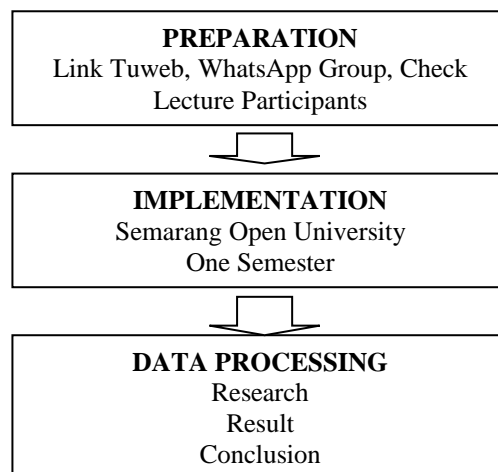 PREPARATION
Link Tuweb, WhatsApp Group, Check
Lecture Participants
IMPLEMENTATION
Semarang Open University
One Semester
DATA PROCESSING
Research
Result
Conclusion